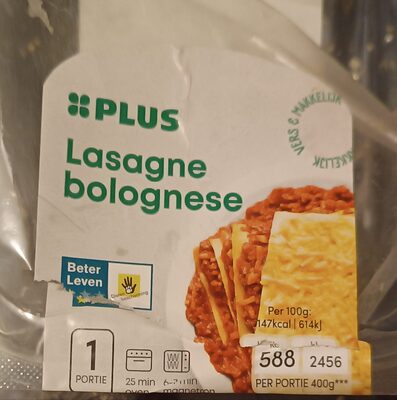 PLUS
VERS & MAKKELIJK
Lasagne
bolognese
Beter
Leven
Per 100g:
147kcal | 614kJ
588 2456
PER PORTIE 400g***
1
PORTIE
25 min
oven
min
magnetron